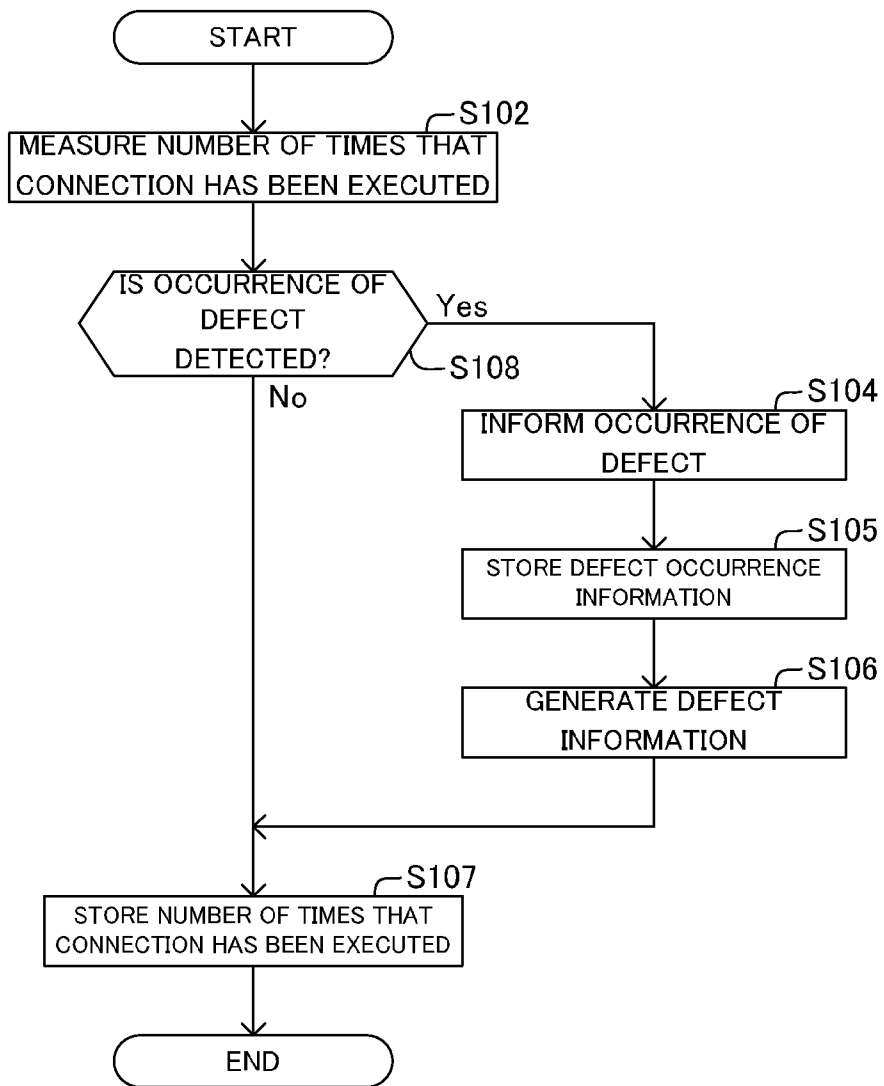 START
S102
MEASURE NUMBER OF TIMES THAT
CONNECTION HAS BEEN EXECUTED
IS OCCURRENCE OF
DEFECT
DETECTED?
Yes
S108
No
S104
INFORM OCCURRENCE OF
DEFECT
S105
STORE DEFECT OCCURRENCE
INFORMATION
S106
GENERATE DEFECT
INFORMATION
S107
STORE NUMBER OF TIMES THAT
CONNECTION HAS BEEN EXECUTED
END